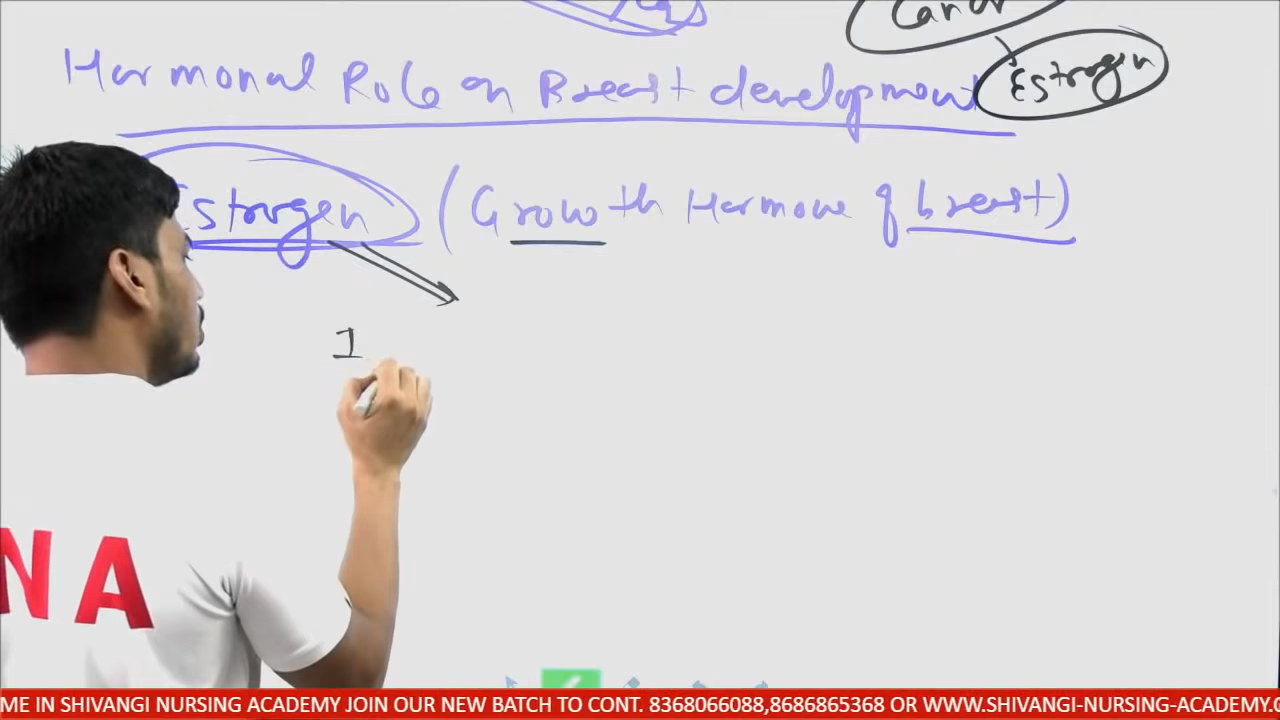 Estrogen
Hormonal Role on Breast development
Estrogen (Growth Hormone of breast)
1
NA
ME IN SHIVANGI NURSING ACADEMY JOIN OUR NEW BATCH TO CONT. 8368066088,8686865368 OR WWW.SHIVANGI-NURSING-ACADEMY.C